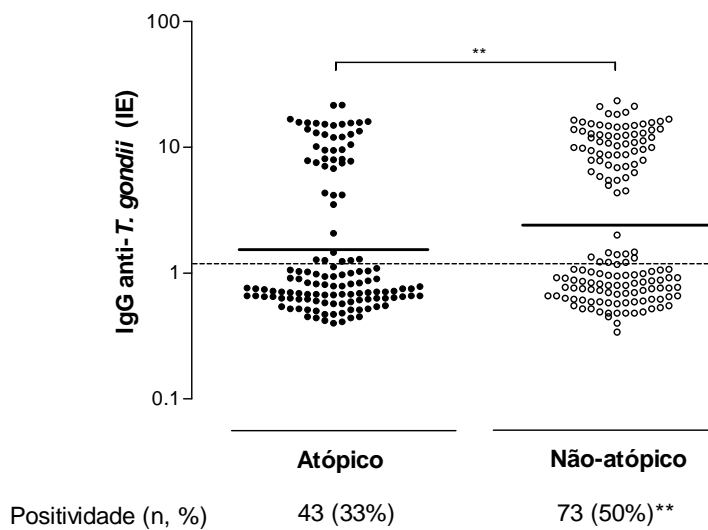 **
100
10
1
0.1
IgG anti-T. gondii (IE)
Atópico
Não-atópico
Positividade (n, %)
43 (33%)
73 (50%)**